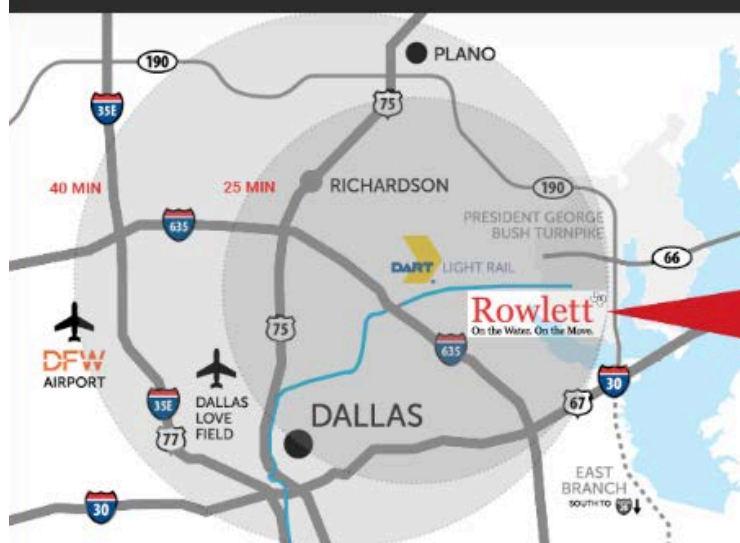 PLANO
190
35E
75
40 MIN
25 MIN
RICHARDSON
190
PRESIDENT GEORGE
BUSH TURNPIKE
635
66
DART LIGHT RAIL
Rowlett
On the Water. On the Move.
75
635
DFW
AIRPORT
DALLAS
LOVE
FIELD
30
67
35E
77
DALLAS
EAST
BRANCH
SOUTH TO
30